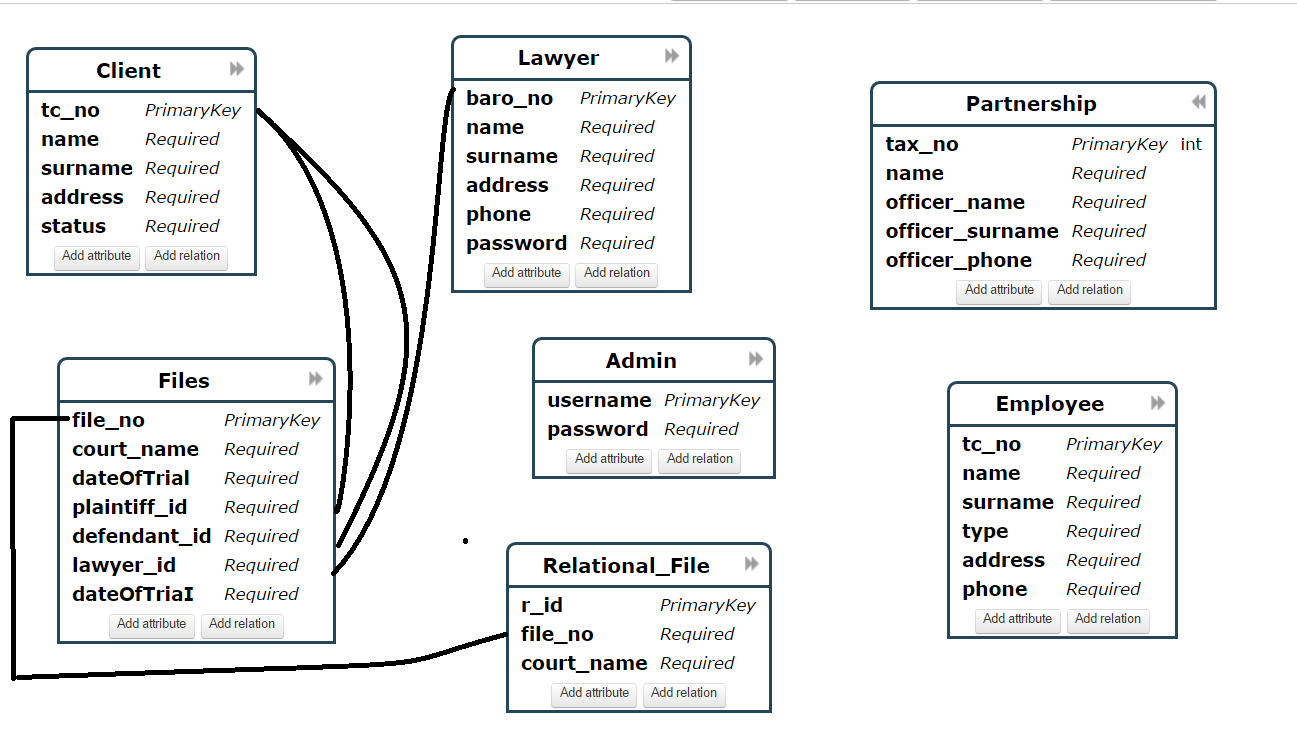 Client
tc_no PrimaryKey
name Required
surname Required
address Required
status Required
Add attribute Add relation
Lawyer
baro_no PrimaryKey
name Required
surname Required
address Required
phone Required
password Required
Add attribute Add relation
Partnership
tax_no PrimaryKey int
name Required
officer_name Required
officer_surname Required
officer_phone Required
Add attribute Add relation
Files
file_no PrimaryKey
court_name Required
dateOfTrial Required
plaintiff_id Required
defendant_id Required
lawyer_id Required
dateOfTriaI Required
Add attribute Add relation
Admin
username PrimaryKey
password Required
Add attribute Add relation
Employee
tc_no PrimaryKey
name Required
surname Required
type Required
address Required
phone Required
Add attribute Add relation
Relational_File
r_id PrimaryKey
file_no Required
court_name Required
Add attribute Add relation